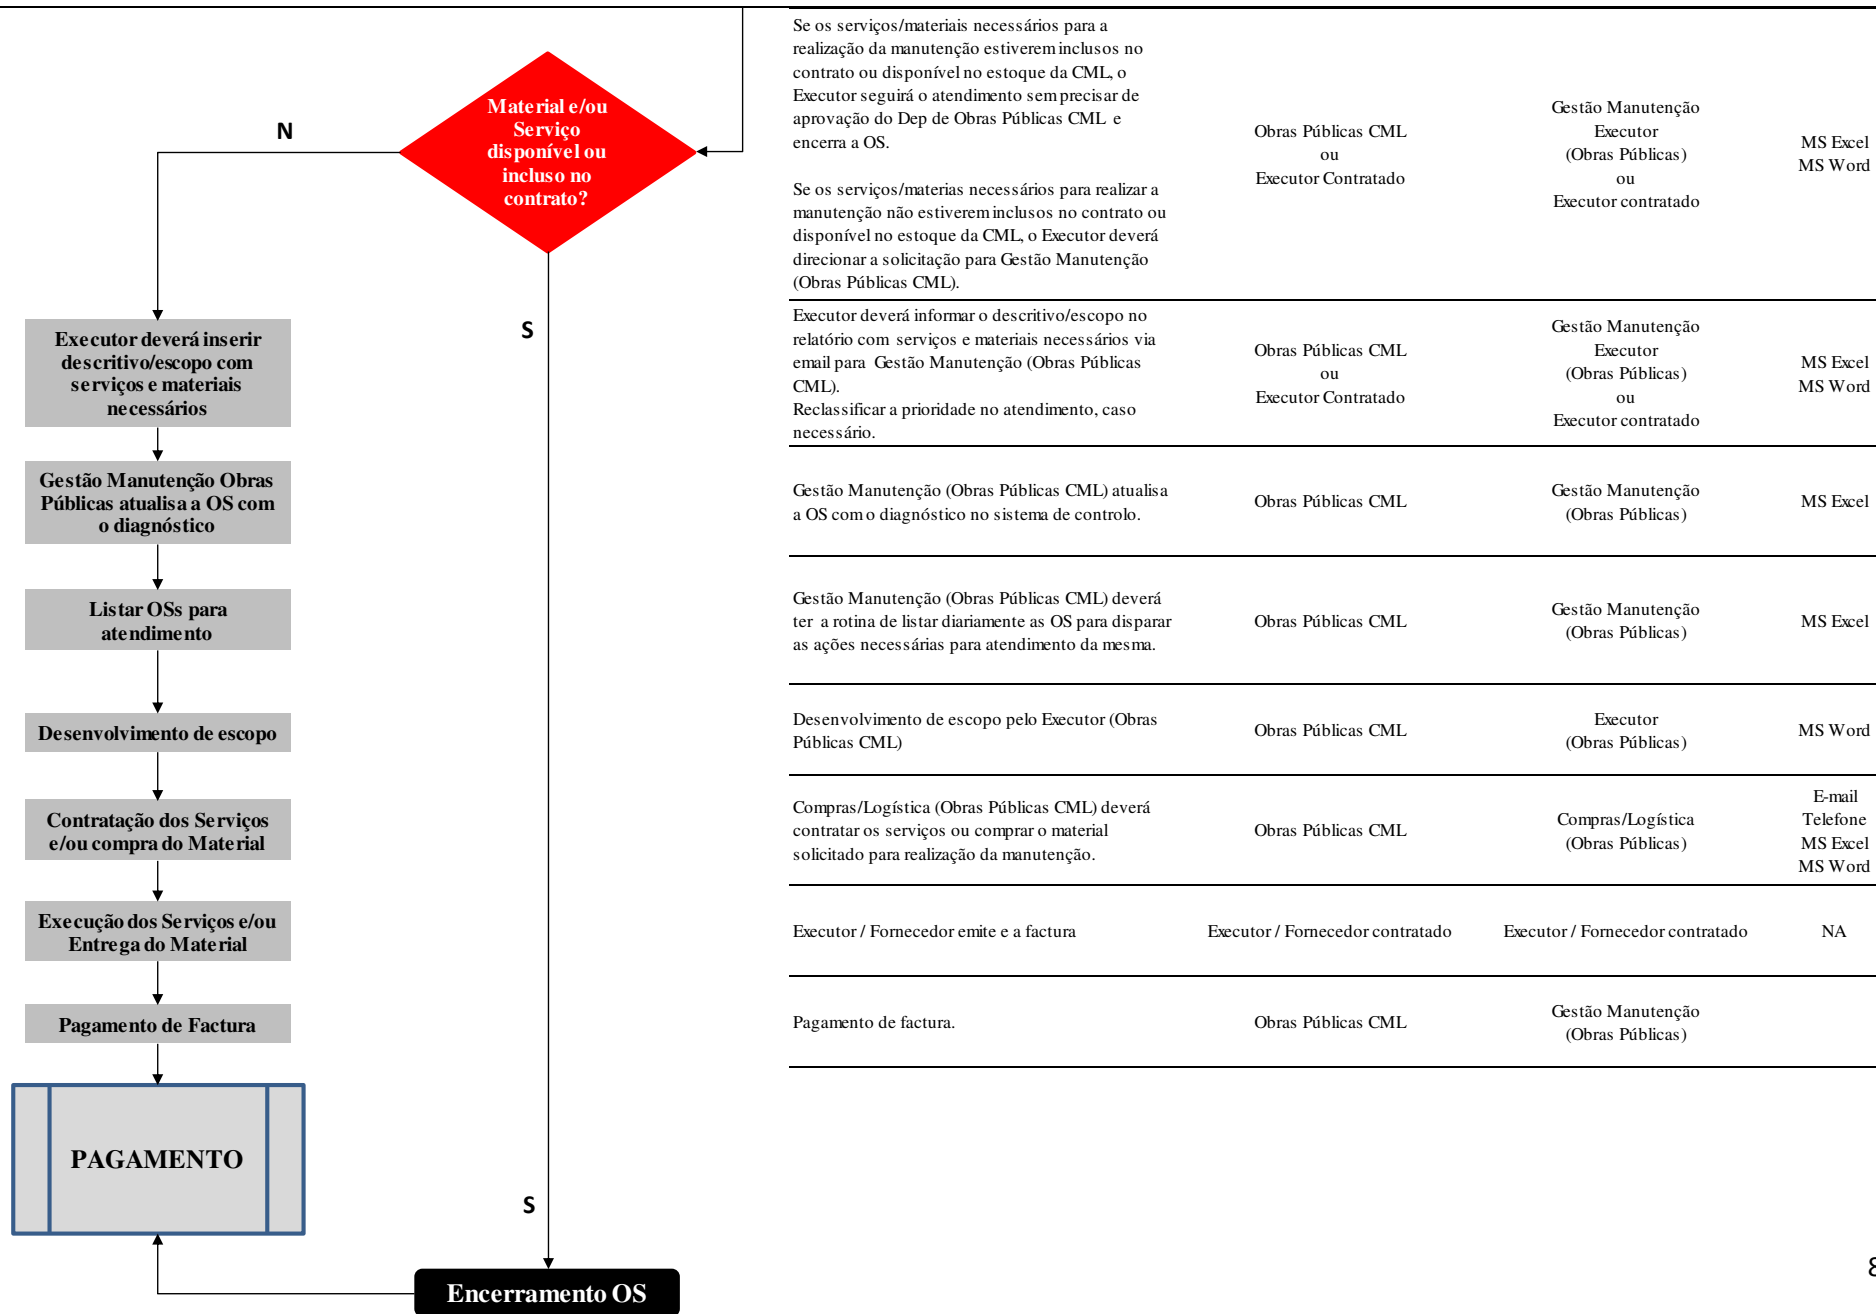 Material e/ou
Serviço
disponível ou
incluso no
contrato?
N
S
Executor deverá inserir
descritivo/escopo com
serviços e materiais
necessários
Gestão Manutenção Obras
Públicas atualisa a OS com
o diagnóstico
Listar OSs para
atendimento
Desenvolvimento de escopo
Contratação dos Serviços
e/ou compra do Material
Execução dos Serviços e/ou
Entrega do Material
Pagamento de Factura
PAGAMENTO
S
Encerramento OS
Se os serviços/materiais necessários para a
realização da manutenção estiverem inclusos no
contrato ou disponível no estoque da CML, o
Executor seguirá o atendimento sem precisar de
aprovação do Dep de Obras Públicas CML e
encerra a OS.
Se os serviços/materias necessários para realizar a
manutenção não estiverem inclusos no contrato ou
disponível no estoque da CML, o Executor deverá
direcionar a solicitação para Gestão Manutenção
(Obras Públicas CML).
Obras Públicas CML
ou
Executor Contratado
Gestão Manutenção
Executor
(Obras Públicas)
ou
Executor contratado
MS Excel
MS Word
Executor deverá informar o descritivo/escopo no
relatório com serviços e materiais necessários via
email para Gestão Manutenção (Obras Públicas
CML).
Reclassificar a prioridade no atendimento, caso
necessário.
Obras Públicas CML
ou
Executor Contratado
Gestão Manutenção
Executor
(Obras Públicas)
ou
Executor contratado
MS Excel
MS Word
Gestão Manutenção (Obras Públicas CML) atualisa
a OS com o diagnóstico no sistema de controlo.
Obras Públicas CML
Gestão Manutenção
(Obras Públicas)
MS Excel
Gestão Manutenção (Obras Públicas CML) deverá
ter a rotina de listar diariamente as OS para disparar
as ações necessárias para atendimento da mesma.
Obras Públicas CML
Gestão Manutenção
(Obras Públicas)
MS Excel
Desenvolvimento de escopo pelo Executor (Obras
Públicas CML)
Obras Públicas CML
Executor
(Obras Públicas)
MS Word
Compras/Logística (Obras Públicas CML) deverá
contratar os serviços ou comprar o material
solicitado para realização da manutenção.
Obras Públicas CML
Compras/Logística
(Obras Públicas)
E-mail
Telefone
MS Excel
MS Word
Executor / Fornecedor emite e a factura
Executor / Fornecedor contratado
Executor / Fornecedor contratado
NA
Pagamento de factura.
Obras Públicas CML
Gestão Manutenção
(Obras Públicas)
8